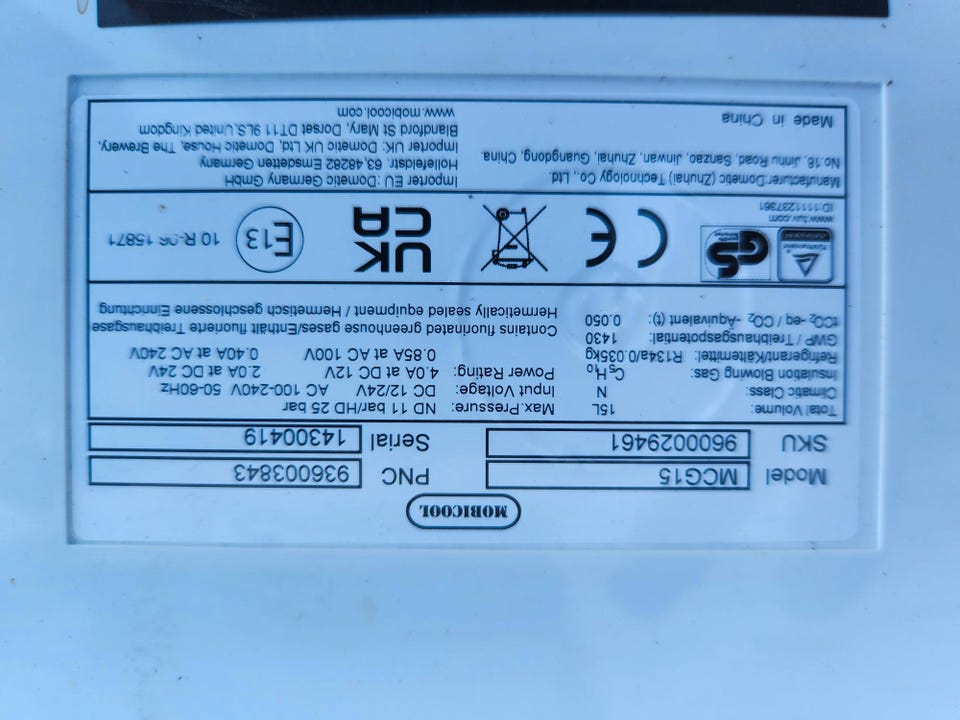 MOBICOOL
Model MCG15 PNC 936003843
SKU 9600029461 Serial 14300419
Total Volume: 15L
Climatic Class: N
Insulation Blowing Gas: C5H10
Refrigerant/Kältemittel: R134a/0.035kg
GWP / Treibhausgaspotential: 1430
tCO2 -eq- / CO2 -Äquivalent (t): 0.050
Max.Pressure: ND 11 bar/HD 25 bar
Input Voltage: DC 12/24V AC 100-240V 50-60Hz
Power Rating: 4.0A at DC 12V 2.0A at DC 24V
0.85A at AC 100V 0.40A at AC 240V
Contains fluorinated greenhouse gases/Enthält fluorierte Treibhausgase
Hermetically sealed equipment / Hermetisch geschlossene Einrichtung
TÜVRheinland
GS
www.tuv.com
ID:1111237361
CE
UK
CA
E13
10 R-06 15871
Manufacturer:Dometic (Zhuhai) Technology Co., Ltd.
No.18, Jinhu Road, Sanzao, Jinwan, Zhuhai, Guangdong, China
Made in China
Importer EU : Dometic Germany GmbH
Hollefeldstr. 63 48282 Emsdetten Germany
Importer UK: Dometic UK Ltd, Dometic House, The Brewery,
Blandford St Mary, Dorset DT11 9LS,United Kingdom
www.mobicool.com